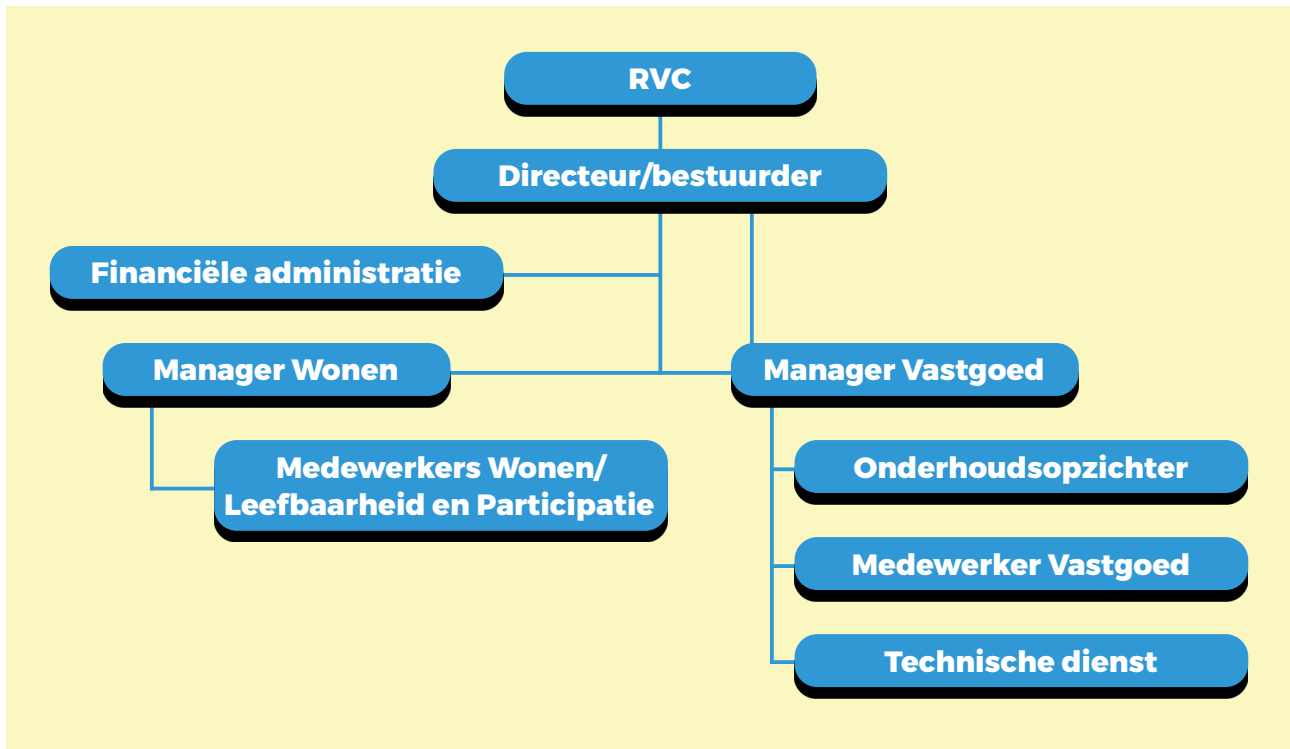 RVC
Directeur/bestuurder
Financiële administratie
Manager Wonen
Manager Vastgoed
Medewerkers Wonen/
Leefbaarheid en Participatie
Onderhoudsopzichter
Medewerker Vastgoed
Technische dienst